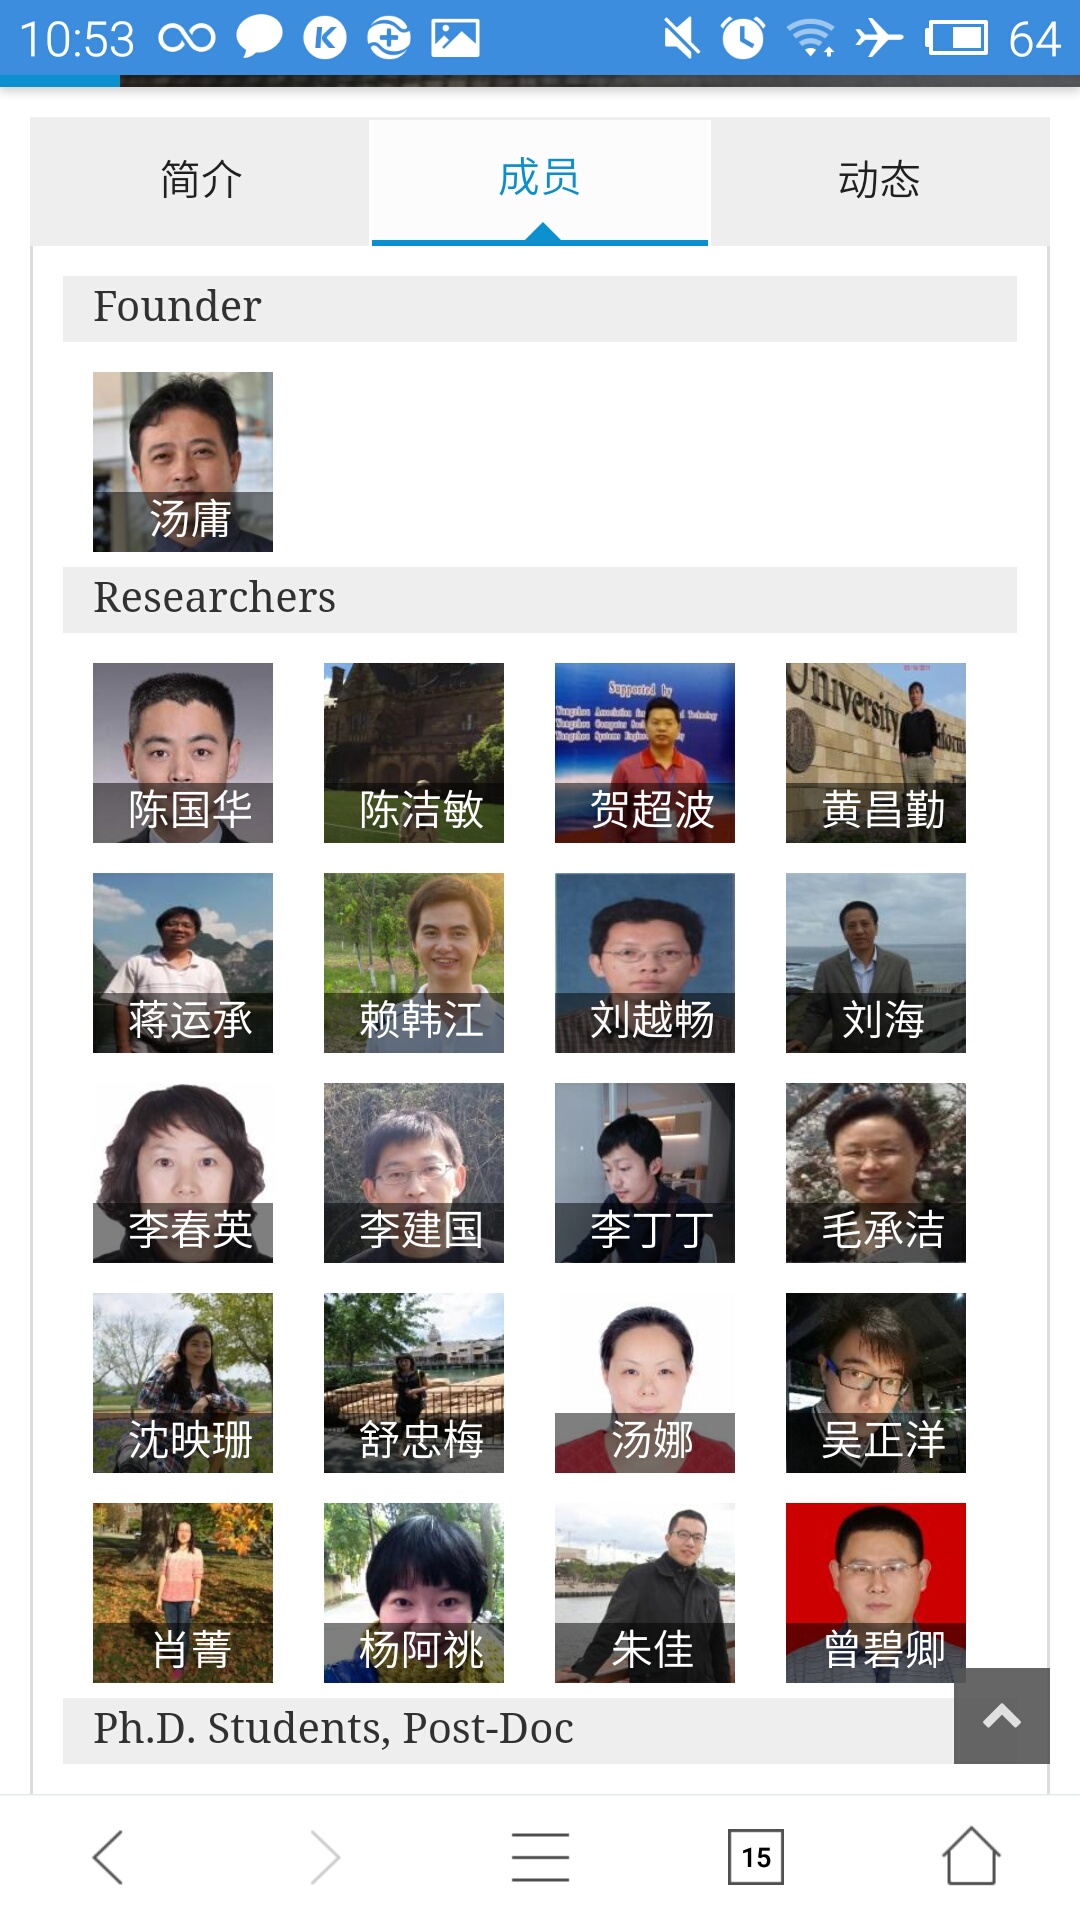 10:53 64
简介 成员 动态
Founder
汤庸
Researchers
陈国华 陈洁敏 贺超波 黄昌勤
Supported by
University
蒋运承 赖韩江 刘越畅 刘海
李春英 李建国 李丁丁 毛承洁
沈映珊 舒忠梅 汤娜 吴正洋
肖菁 杨阿祧 朱佳 曾碧卿
Ph.D. Students, Post-Doc
15